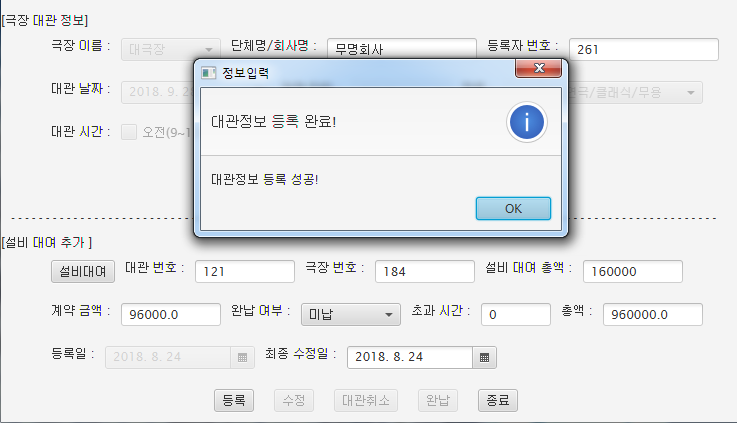 [극장 대관 정보]
극장 이름 : 대극장 단체명/회사명 : 무명회사 등록자 번호 : 261
정보입력
대관 날짜 : 2018. 9. 2 극/클래식/무용
대관정보 등록 완료!
대관 시간 : 오전(9~1
대관정보 등록 성공!
OK
[설비 대여 추가 ]
설비대여 대관 번호 : 121 극장 번호 : 184 설비 대여 총액 : 160000
계약 금액 : 96000.0 완납 여부 : 미납 초과 시간 : 0 총액 : 960000.0
등록일 : 2018. 8. 24 최종 수정일 : 2018. 8. 24
등록 수정 대관취소 완납 종료